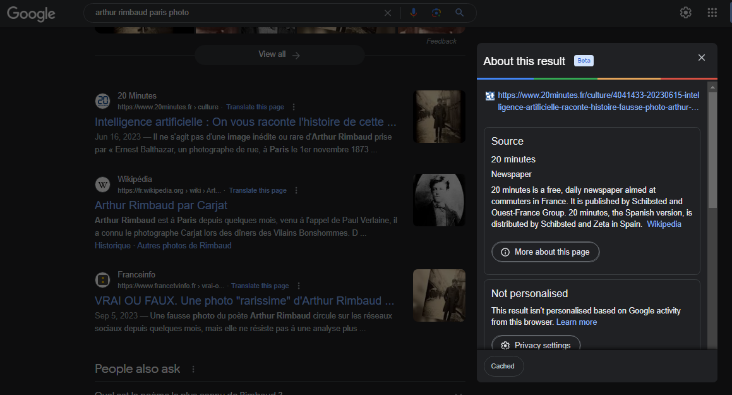 Google
arthur rimbaud paris photo
View all →
Feedback
20 Minutes
https://www.20minutes.fr › culture Translate this page
Intelligence artificielle : On vous raconte l'histoire de cette ...
Jun 16, 2023 — Il ne s'agit pas d'une image inédite ou rare d'Arthur Rimbaud prise
par « Ernest Balthazar, un photographe de rue, à Paris le 1er novembre 1873 ...
Wikipédia
https://fr.wikipedia.org › wiki › Art... Translate this page
Arthur Rimbaud par Carjat
Arthur Rimbaud est à Paris depuis quelques mois, venu à l'appel de Paul Verlaine, il
a connu le photographe Carjat lors des dîners des Vilains Bonshommes. D ...
Historique · Autres photos de Rimbaud
Franceinfo
https://www.francetvinfo.fr › vrai-o... Translate this page
VRAI OU FAUX. Une photo "rarissime" d'Arthur Rimbaud ...
Sep 5, 2023 — Une fausse photo du poète Arthur Rimbaud circule sur les réseaux
sociaux depuis quelques mois, mais elle ne résiste pas à une analyse plus ...
People also ask
About this result Beta
https://www.20minutes.fr/culture/4041433-20230615-intel
ligence-artificielle-raconte-histoire-fausse-photo-arthur-...
Source
20 minutes
Newspaper
20 minutes is a free, daily newspaper aimed at
commuters in France. It is published by Schibsted and
Ouest-France Group. 20 minutes, the Spanish version, is
distributed by Schibsted and Zeta in Spain. Wikipedia
More about this page
Not personalised
This result isn't personalised based on Google activity
from this browser. Learn more
Privacy settings
Cached